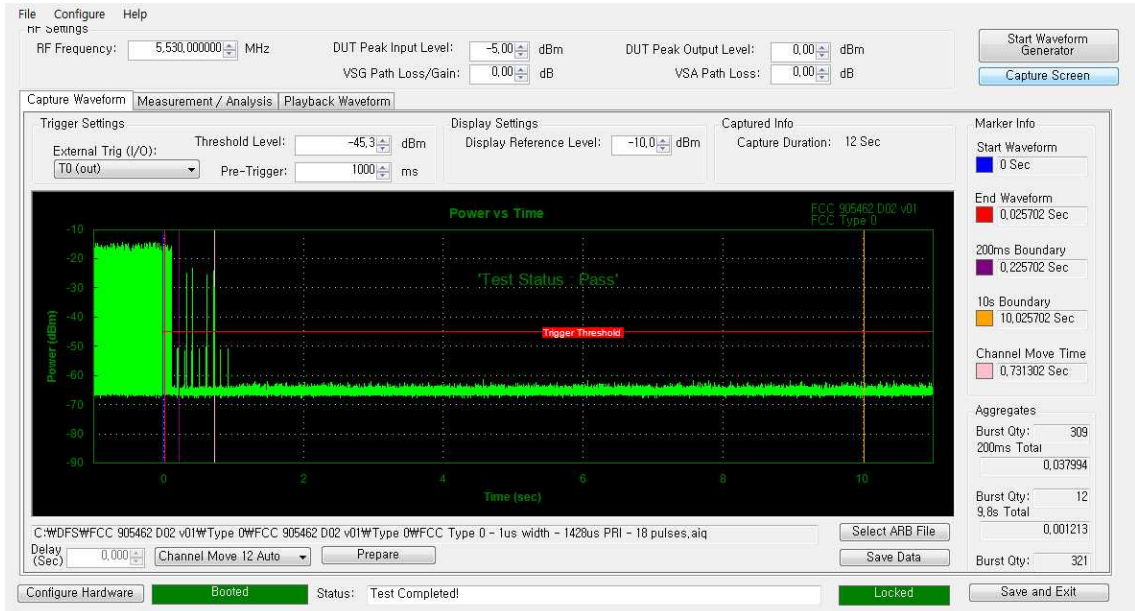 File Configure Help
RF Settings
RF Frequency: 5,530,000000 MHz
DUT Peak Input Level: -5,00 dBm
DUT Peak Output Level: 0,00 dBm
VSG Path Loss/Gain: 0,00 dB
VSA Path Loss: 0,00 dB
Start Waveform Generator
Capture Screen
Capture Waveform Measurement / Analysis Playback Waveform
Trigger Settings
External Trig (I/O):
T0 (out)
Threshold Level: -45,3 dBm
Pre-Trigger: 1000 ms
Display Settings
Display Reference Level: -10,0 dBm
Captured Info
Capture Duration: 12 Sec
Power vs Time
FCC 905462 D02 v01
FCC Type 0
'Test Status : Pass'
Trigger Threshold
Power (dBm)
-10
-20
-30
-40
-50
-60
-70
-80
-90
0 2 4 6 8 10
Time (sec)
Marker Info
Start Waveform
0 Sec
End Waveform
0,025702 Sec
200ms Boundary
0,225702 Sec
10s Boundary
10,025702 Sec
Channel Move Time
0,731302 Sec
Aggregates
Burst Qty: 309
200ms Total
0,037994
Burst Qty: 12
9,8s Total
0,001213
Burst Qty: 321
C:₩DFS₩FCC 905462 D02 v01₩Type 0₩FCC 905462 D02 v01₩Type 0₩FCC Type 0 - 1us width - 1428us PRI - 18 pulses,aiq
Select ARB File
Delay (Sec) 0,000
Channel Move 12 Auto
Prepare
Save Data
Configure Hardware
Booted
Status: Test Completed!
Locked
Save and Exit